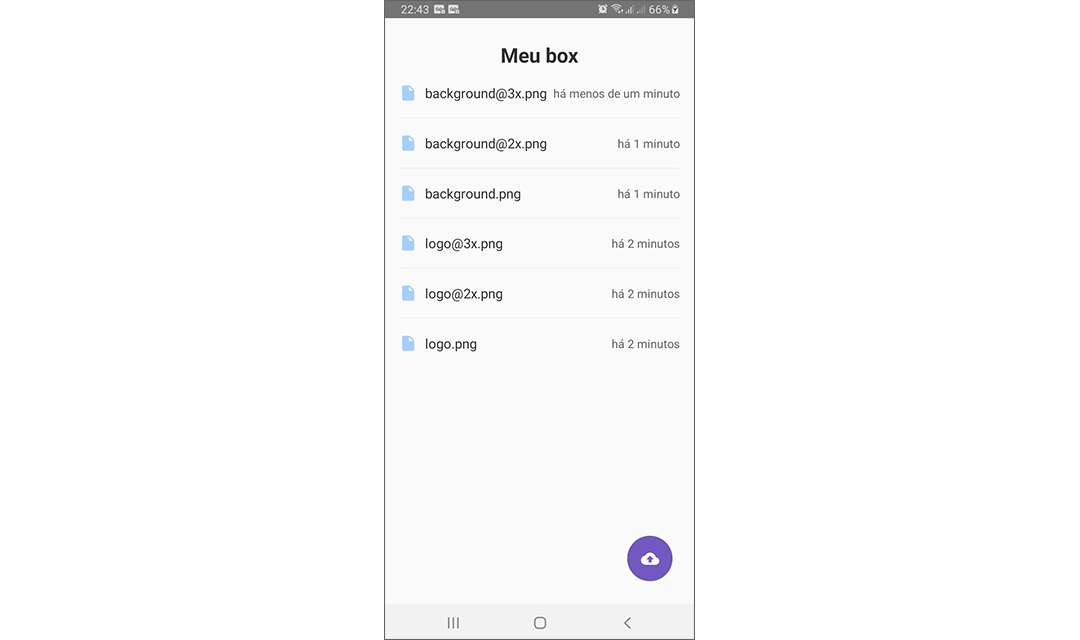 22:43 66%
Meu box
background@3x.png há menos de um minuto
background@2x.png há 1 minuto
background.png há 1 minuto
logo@3x.png há 2 minutos
logo@2x.png há 2 minutos
logo.png há 2 minutos